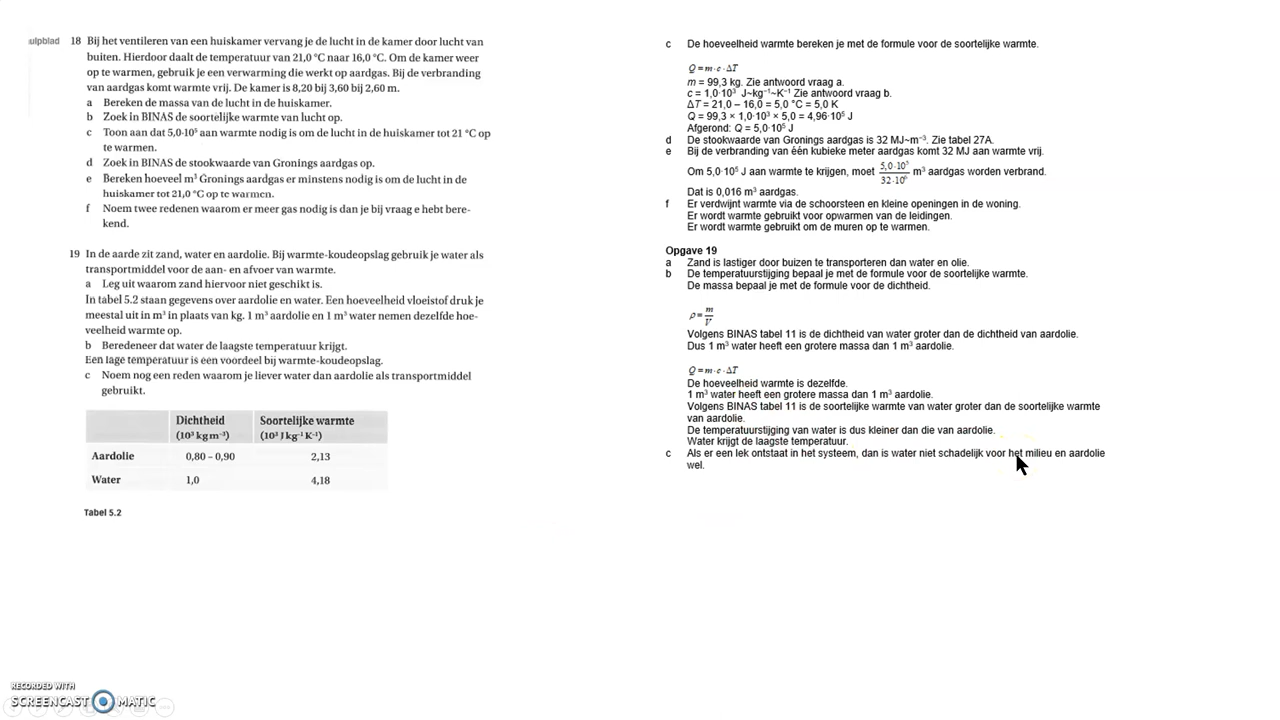 ulpblad
18 Bij het ventileren van een huiskamer vervang je de lucht in de kamer door lucht van
buiten. Hierdoor daalt de temperatuur van 21,0 °C naar 16,0 °C. Om de kamer weer
op te warmen, gebruik je een verwarming die werkt op aardgas. Bij de verbranding
van aardgas komt warmte vrij. De kamer is 8,20 bij 3,60 bij 2,60 m.
a Bereken de massa van de lucht in de huiskamer.
b Zoek in BINAS de soortelijke warmte van lucht op.
c Toon aan dat 5,0·10⁵ aan warmte nodig is om de lucht in de huiskamer tot 21 °C op
te warmen.
d Zoek in BINAS de stookwaarde van Gronings aardgas op.
e Bereken hoeveel m³ Gronings aardgas er minstens nodig is om de lucht in de
huiskamer tot 21,0 °C op te warmen.
f Noem twee redenen waarom er meer gas nodig is dan je bij vraag e hebt bere-
kend.
19 In de aarde zit zand, water en aardolie. Bij warmte-koudeopslag gebruik je water als
transportmiddel voor de aan- en afvoer van warmte.
a Leg uit waarom zand hiervoor niet geschikt is.
In tabel 5.2 staan gegevens over aardolie en water. Een hoeveelheid vloeistof druk je
meestal uit in m³ in plaats van kg. 1 m³ aardolie en 1 m³ water nemen dezelfde hoe-
veelheid warmte op.
b Beredeneer dat water de laagste temperatuur krijgt.
Een lage temperatuur is een voordeel bij warmte-koudeopslag.
c Noem nog een reden waarom je liever water dan aardolie als transportmiddel
gebruikt.
Dichtheid Soortelijke warmte
(10³ kg m⁻³) (10³ J kg⁻¹ K⁻¹)
Aardolie 0,80 – 0,90 2,13
Water 1,0 4,18
Tabel 5.2
c De hoeveelheid warmte bereken je met de formule voor de soortelijke warmte.
Q = m · c · ΔT
m = 99,3 kg. Zie antwoord vraag a.
c = 1,0·10³ J~kg⁻¹~K⁻¹ Zie antwoord vraag b.
ΔT = 21,0 – 16,0 = 5,0 °C = 5,0 K
Q = 99,3 × 1,0·10³ × 5,0 = 4,96·10⁵ J
Afgerond: Q = 5,0·10⁵ J
d De stookwaarde van Gronings aardgas is 32 MJ~m⁻³. Zie tabel 27A.
e Bij de verbranding van één kubieke meter aardgas komt 32 MJ aan warmte vrij.
Om 5,0·10⁵ J aan warmte te krijgen, moet 5,0·10⁵/32·10⁶ m³ aardgas worden verbrand.
Dat is 0,016 m³ aardgas.
f Er verdwijnt warmte via de schoorsteen en kleine openingen in de woning.
Er wordt warmte gebruikt voor opwarmen van de leidingen.
Er wordt warmte gebruikt om de muren op te warmen.
Opgave 19
a Zand is lastiger door buizen te transporteren dan water en olie.
b De temperatuurstijging bepaal je met de formule voor de soortelijke warmte.
De massa bepaal je met de formule voor de dichtheid.
ρ = m/V
Volgens BINAS tabel 11 is de dichtheid van water groter dan de dichtheid van aardolie.
Dus 1 m³ water heeft een grotere massa dan 1 m³ aardolie.
Q = m · c · ΔT
De hoeveelheid warmte is dezelfde.
1 m³ water heeft een grotere massa dan 1 m³ aardolie.
Volgens BINAS tabel 11 is de soortelijke warmte van water groter dan de soortelijke warmte
van aardolie.
De temperatuurstijging van water is dus kleiner dan die van aardolie.
Water krijgt de laagste temperatuur.
c Als er een lek ontstaat in het systeem, dan is water niet schadelijk voor het milieu en aardolie
wel.
RECORDED WITH
SCREENCAST MATIC